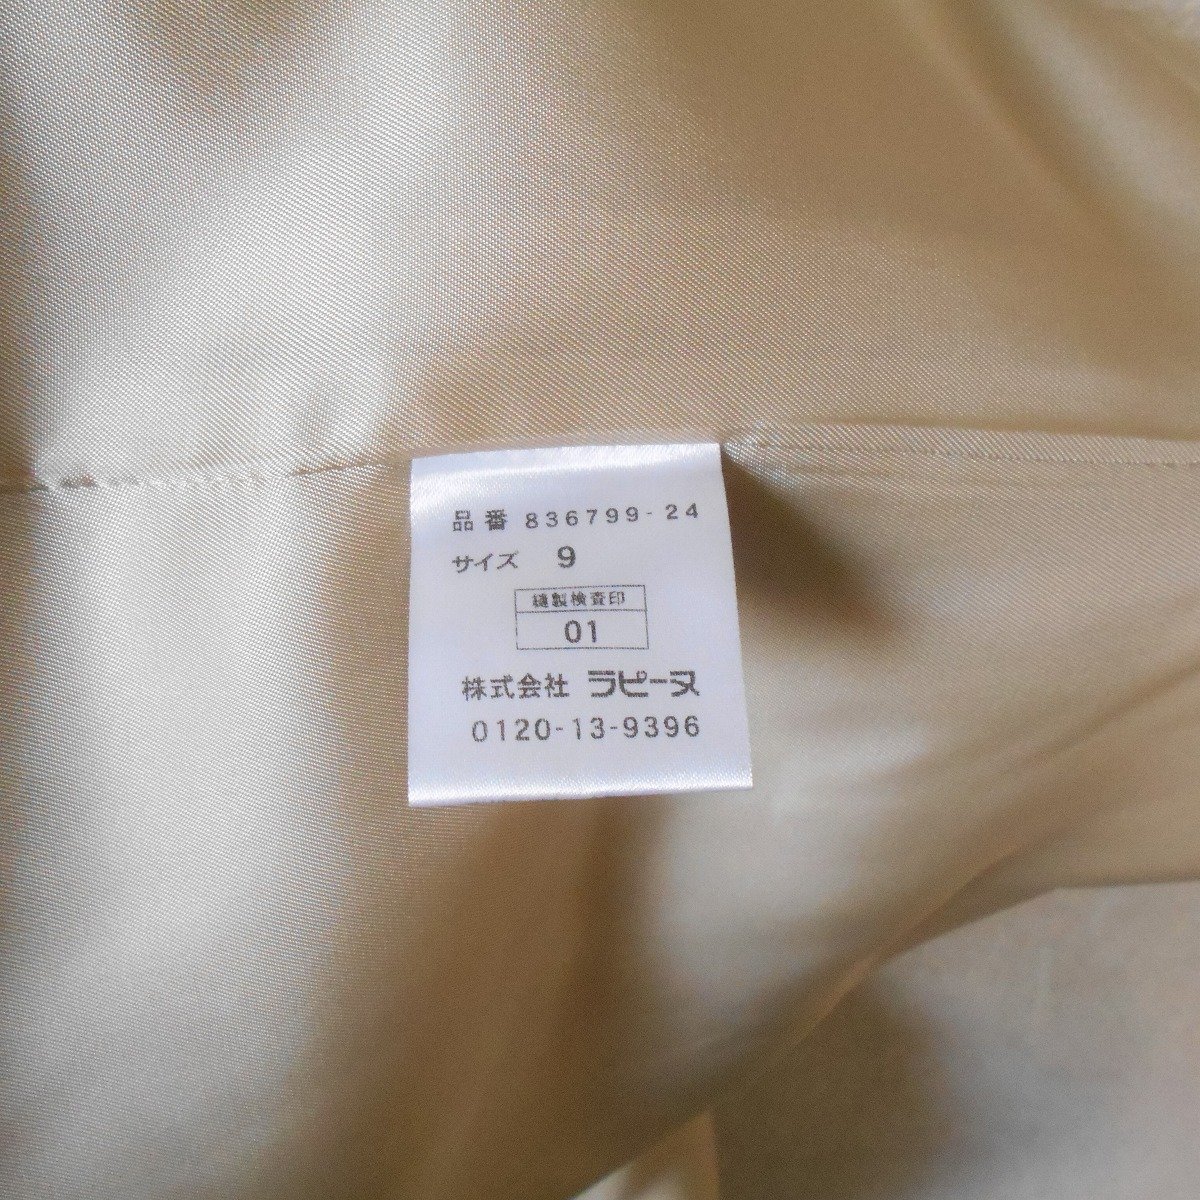 品番 836799-24
サイズ 9
縫製検査印
01
株式会社 ラピーヌ
0120-13-9396